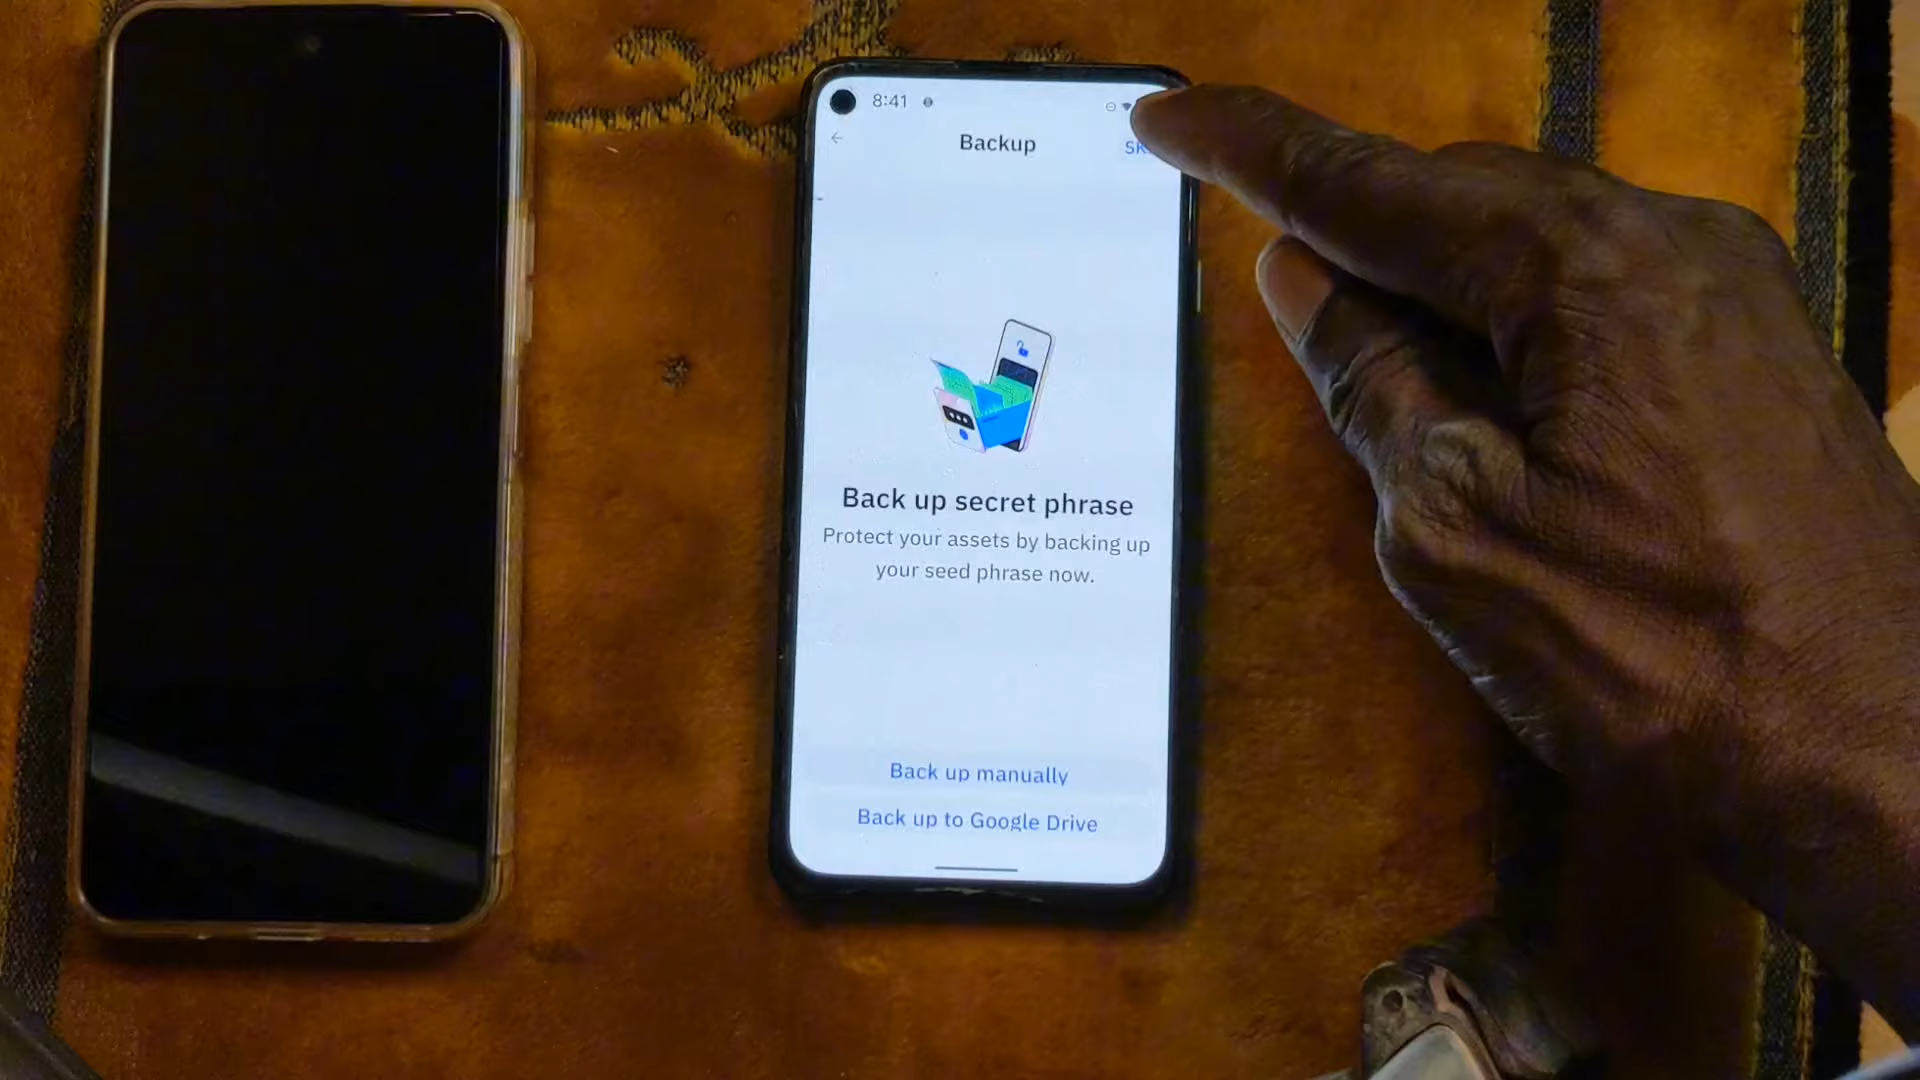 8:41
Backup
Back up secret phrase
Protect your assets by backing up
your seed phrase now.
Back up manually
Back up to Google Drive